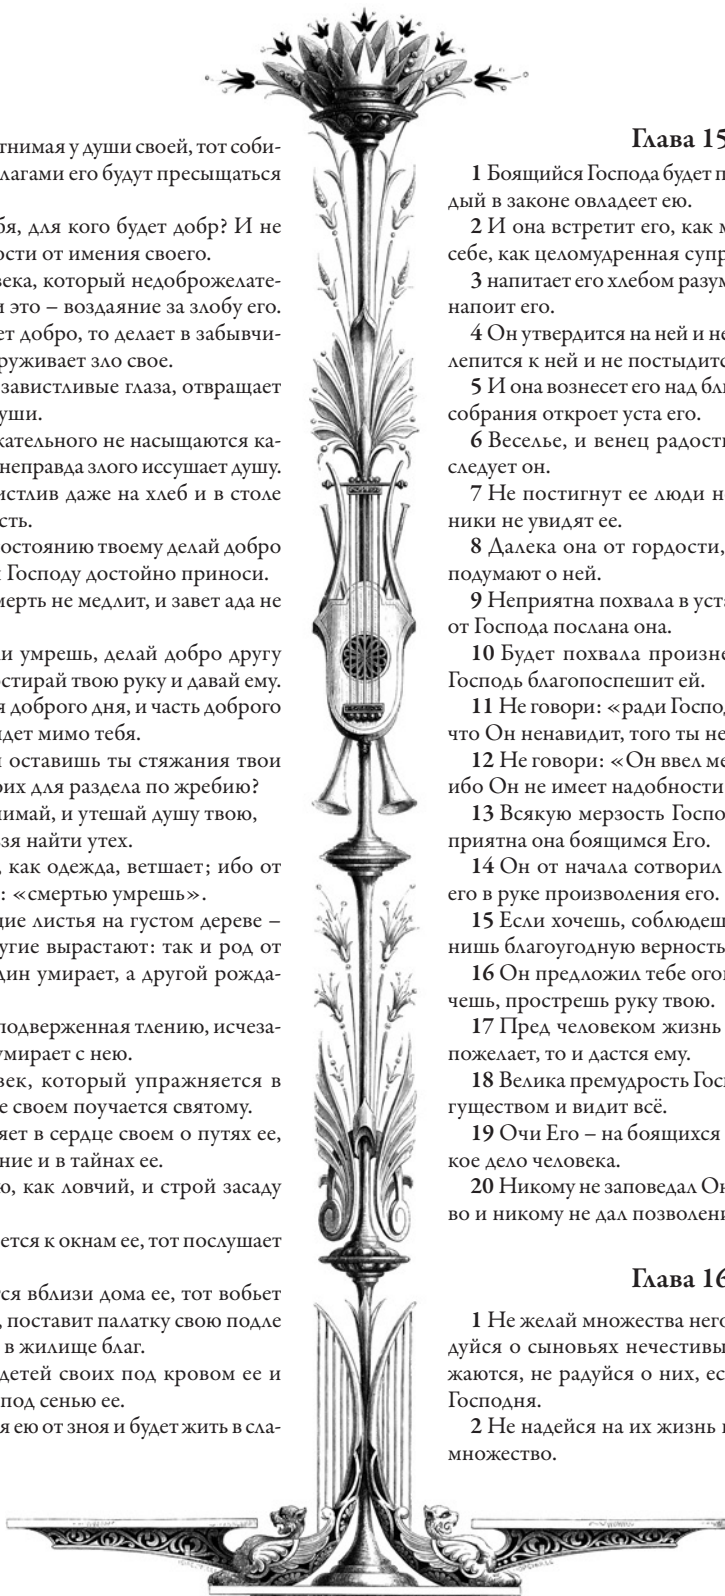 тнимая у души своей, тот соби-
лагами его будут пресыщаться
бя, для кого будет добр? И не
ости от имения своего.
века, который недоброжелате-
и это – воздаяние за злобу его.
ет добро, то делает в забывчи-
руживает зло свое.
завистливые глаза, отвращает
уши.
кательного не насыщаются ка-
неправда злого иссушает душу.
истлив даже на хлеб и в столе
сть.
остоянию твоему делай добро
Господу достойно приноси.
мерть не медлит, и завет ада не
и умрешь, делай добро другу
остирай твою руку и давай ему.
я доброго дня, и часть доброго
йдет мимо тебя.
оставишь ты стяжания твои
оих для раздела по жребию?
нимай, и утешай душу твою,
зя найти утех.
, как одежда, ветшает; ибо от
: «смертью умрешь».
щие листья на густом дереве –
угие вырастают: так и род от
дин умирает, а другой рожда-
подверженная тлению, исчеза-
умирает с нею.
век, который упражняется в
е своем поучается святому.
яет в сердце своем о путях ее,
ние и в тайнах ее.
ю, как ловчий, и строй засаду
ется к окнам ее, тот послушает
ся вблизи дома ее, тот вобьет
, поставит палатку свою подле
в жилище благ.
детей своих под кровом ее и
под сенью ее.
я ею от зноя и будет жить в сла-
Глава 15
1 Боящийся Господа будет п
дый в законе овладеет ею.
2 И она встретит его, как м
себе, как целомудренная супр
3 напитает его хлебом разум
напоит его.
4 Он утвердится на ней и не
лепится к ней и не постыдитс
5 И она вознесет его над бли
собрания откроет уста его.
6 Веселье, и венец радост
следует он.
7 Не постигнут ее люди н
ники не увидят ее.
8 Далека она от гордости,
подумают о ней.
9 Неприятна похвала в уста
от Господа послана она.
10 Будет похвала произне
Господь благопоспешит ей.
11 Не говори: «ради Господ
что Он ненавидит, того ты не
12 Не говори: «Он ввел ме
ибо Он не имеет надобности
13 Всякую мерзость Госпо
приятна она боящимся Его.
14 Он от начала сотворил
его в руке произволения его.
15 Если хочешь, соблюдеш
нишь благоугодную верность
16 Он предложил тебе огон
чешь, прострешь руку твою.
17 Пред человеком жизнь
пожелает, то и дастся ему.
18 Велика премудрость Гос
гуществом и видит всё.
19 Очи Его – на боящихся
кое дело человека.
20 Никому не заповедал Он
во и никому не дал позволени
Глава 16
1 Не желай множества него
дуйся о сыновьях нечестивы
жаются, не радуйся о них, ес
Господня.
2 Не надейся на их жизнь и
множество.